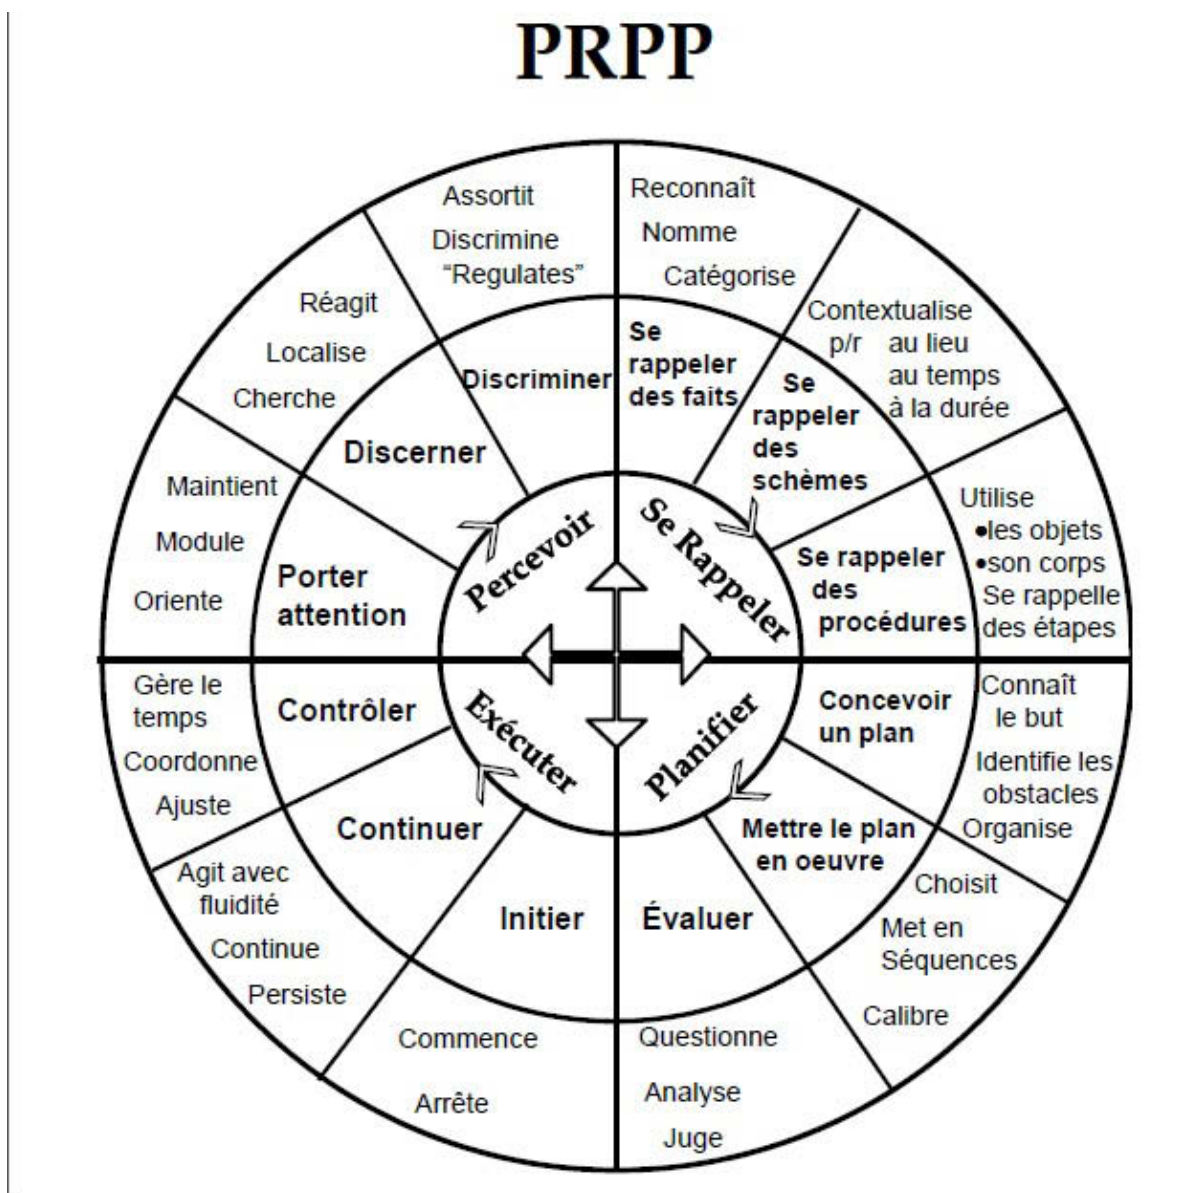 PRPP
Assortit
Discrimine
“Regulates”
Reconnaît
Nomme
Catégorise
Réagit
Localise
Cherche
Contextualise
p/r au lieu
au temps
à la durée
Discriminer
Se
rappeler
des faits
Se
rappeler
des
schèmes
Discerner
Maintient
Module
Oriente
Porter
attention
Utilise
•les objets
•son corps
Se rappelle
des étapes
Se rappeler
des
procédures
Percevoir
Se Rappeler
Exécuter
Planifier
Gère le
temps
Coordonne
Ajuste
Contrôler
Concevoir
un plan
Connaît
le but
Identifie les
obstacles
Organise
Continuer
Mettre le plan
en oeuvre
Agit avec
fluidité
Continue
Persiste
Initier
Évaluer
Choisit
Met en
Séquences
Calibre
Commence
Arrête
Questionne
Analyse
Juge